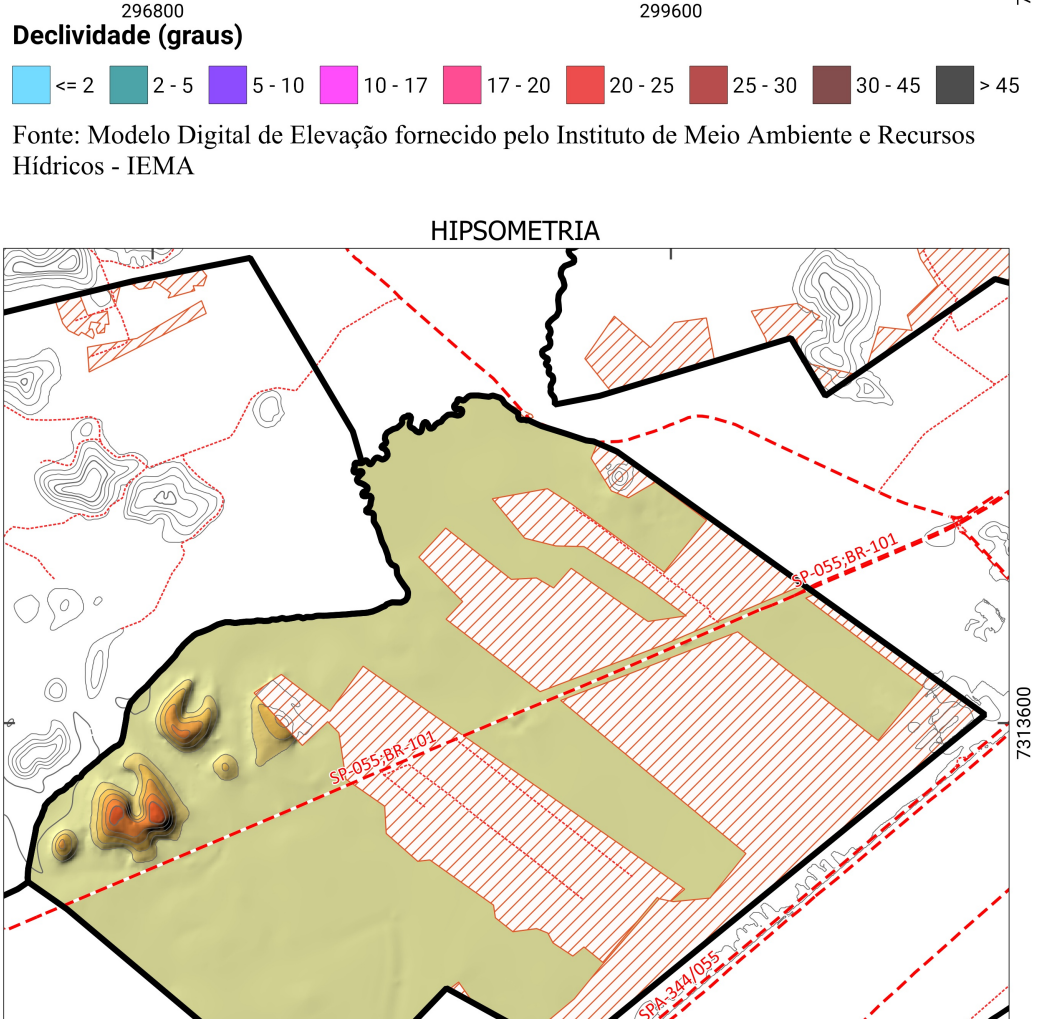 296800 299600
Declividade (graus)
<= 2 2 - 5 5 - 10 10 - 17 17 - 20 20 - 25 25 - 30 30 - 45 > 45
Fonte: Modelo Digital de Elevação fornecido pelo Instituto de Meio Ambiente e Recursos
Hídricos - IEMA
HIPSOMETRIA
SP-055;BR-101
7313600
SP-055;BR-101
SPA-344/055